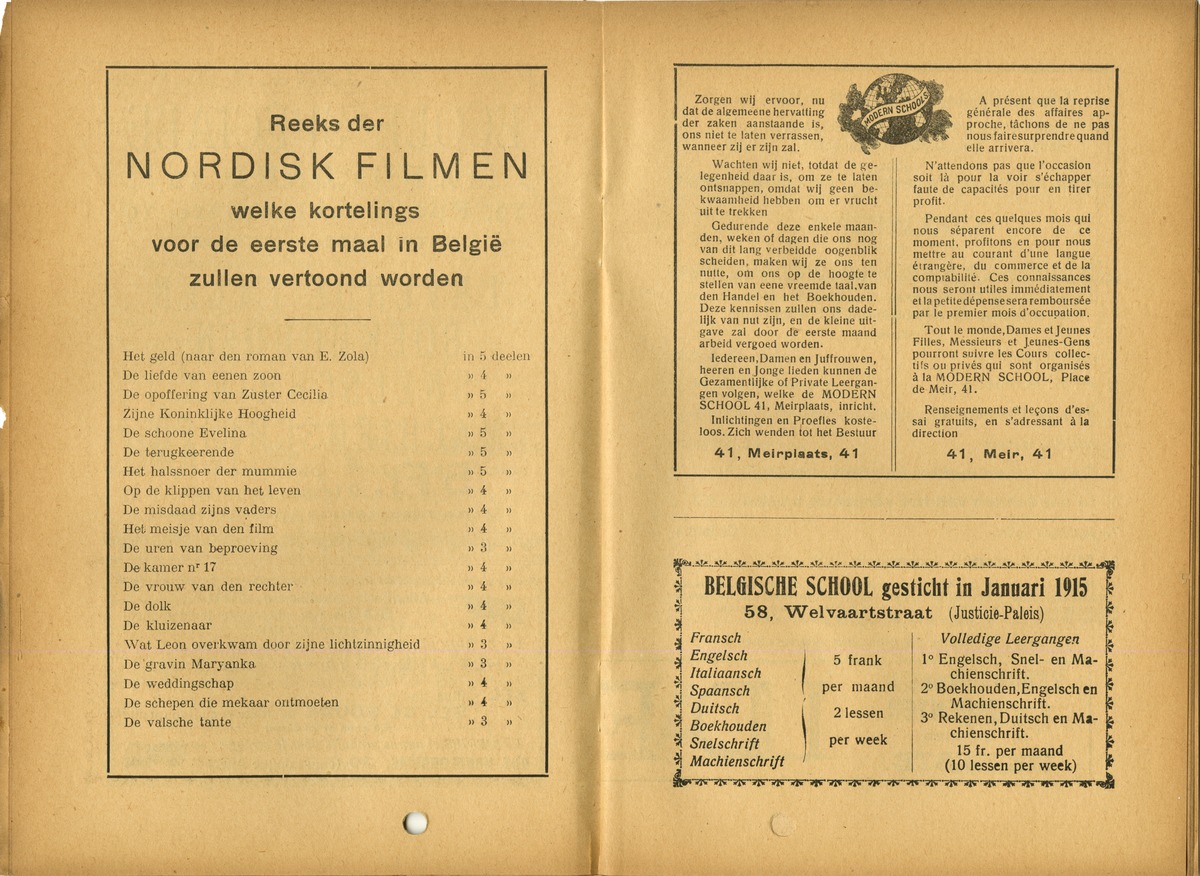 Reeks der
NORDISK FILMEN
welke kortelings
voor de eerste maal in België
zullen vertoond worden
Het geld (naar den roman van E. Zola) in 5 deelen
De liefde van eenen zoon » 4 »
De opoffering van Zuster Cecilia » 5 »
Zijne Koninklijke Hoogheid » 4 »
De schoone Evelina » 5 »
De terugkeerende » 5 »
Het halssnoer der mummie » 5 »
Op de klippen van het leven » 4 »
De misdaad zijns vaders » 4 »
Het meisje van den film » 4 »
De uren van beproeving » 3 »
De kamer nr 17 » 4 »
De vrouw van den rechter » 4 »
De dolk » 4 »
De kluizenaar » 4 »
Wat Leon overkwam door zijne lichtzinnigheid » 3 »
De gravin Maryanka » 3 »
De weddingschap » 4 »
De schepen die mekaar ontmoeten » 4 »
De valsche tante » 3 »
MODERN SCHOOLS
Zorgen wij ervoor, nu
dat de algemeene hervatting
der zaken aanstaande is,
ons niet te laten verrassen,
wanneer zij er zijn zal.
Wachten wij niet, totdat de ge-
legenheid daar is, om ze te laten
ontsnappen, omdat wij geen be-
kwaamheid hebben om er vrucht
uit te trekken
Gedurende deze enkele maan-
den, weken of dagen die ons nog
van dit lang verbeidde oogenblik
scheiden, maken wij ze ons ten
nutte, om ons op de hoogte te
stellen van eene vreemde taal, van
den Handel en het Boekhouden.
Deze kennissen zullen ons dade-
lijk van nut zijn, en de kleine uit-
gave zal door de eerste maand
arbeid vergoed worden.
Iedereen, Damen en Juffrouwen,
heeren en Jonge lieden kunnen de
Gezamentlijke of Private Leergan-
gen volgen, welke de MODERN
SCHOOL 41, Meirplaats, inricht.
Inlichtingen en Proefles koste-
loos. Zich wenden tot het Bestuur
41, Meirplaats, 41
A présent que la reprise
générale des affaires ap-
proche, tâchons de ne pas
nous faire surprendre quand
elle arrivera.
N'attendons pas que l'occasion
soit là pour la voir s'échapper
faute de capacités pour en tirer
profit.
Pendant ces quelques mois qui
nous séparent encore de ce
moment, profitons en pour nous
mettre au courant d'une langue
étrangère, du commerce et de la
comptabilité. Ces connaissances
nous seront utiles immédiatement
et la petite dépense sera remboursée
par le premier mois d'occupation.
Tout le monde, Dames et Jeunes
Filles, Messieurs et Jeunes-Gens
pourront suivre les Cours collec-
tifs ou privés qui sont organisés
à la MODERN SCHOOL, Place
de Meir, 41.
Renseignements et leçons d'es-
sai gratuits, en s'adressant à la
direction
41, Meir, 41
BELGISCHE SCHOOL gesticht in Januari 1915
58, Welvaartstraat (Justicie-Paleis)
Fransch
Engelsch
Italiaansch
Spaansch
Duitsch
Boekhouden
Snelschrift
Machienschrift
5 frank
per maand
2 lessen
per week
Volledige Leergangen
1° Engelsch, Snel- en Ma-
chienschrift.
2° Boekhouden, Engelsch en
Machienschrift.
3° Rekenen, Duitsch en Ma-
chienschrift.
15 fr. per maand
(10 lessen per week)